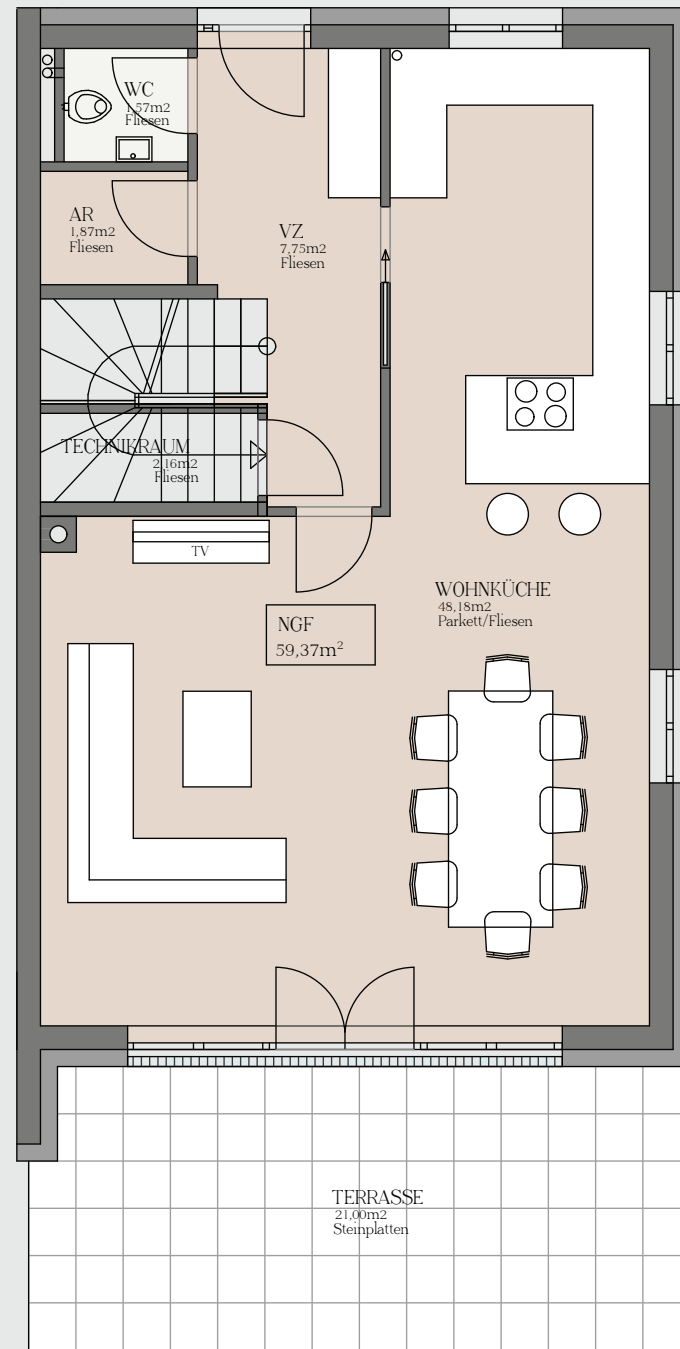 WC
1,57m2
Fliesen
AR
1,87m2
Fliesen
VZ
7,75m2
Fliesen
TECHNIKRAUM
2,16m2
Fliesen
TV
WOHNKÜCHE
48,18m2
Parkett/Fliesen
NGF
59,37m²
TERRASSE
21,00m2
Steinplatten